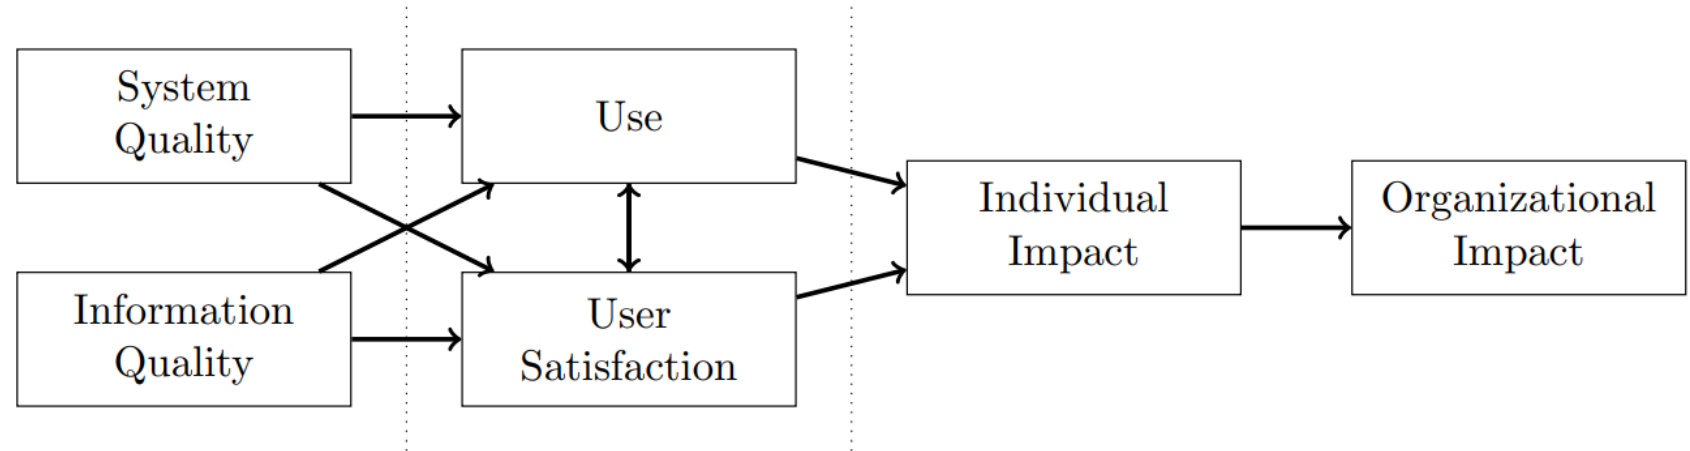 System
Quality
Use
Information
Quality
User
Satisfaction
Individual
Impact
Organizational
Impact